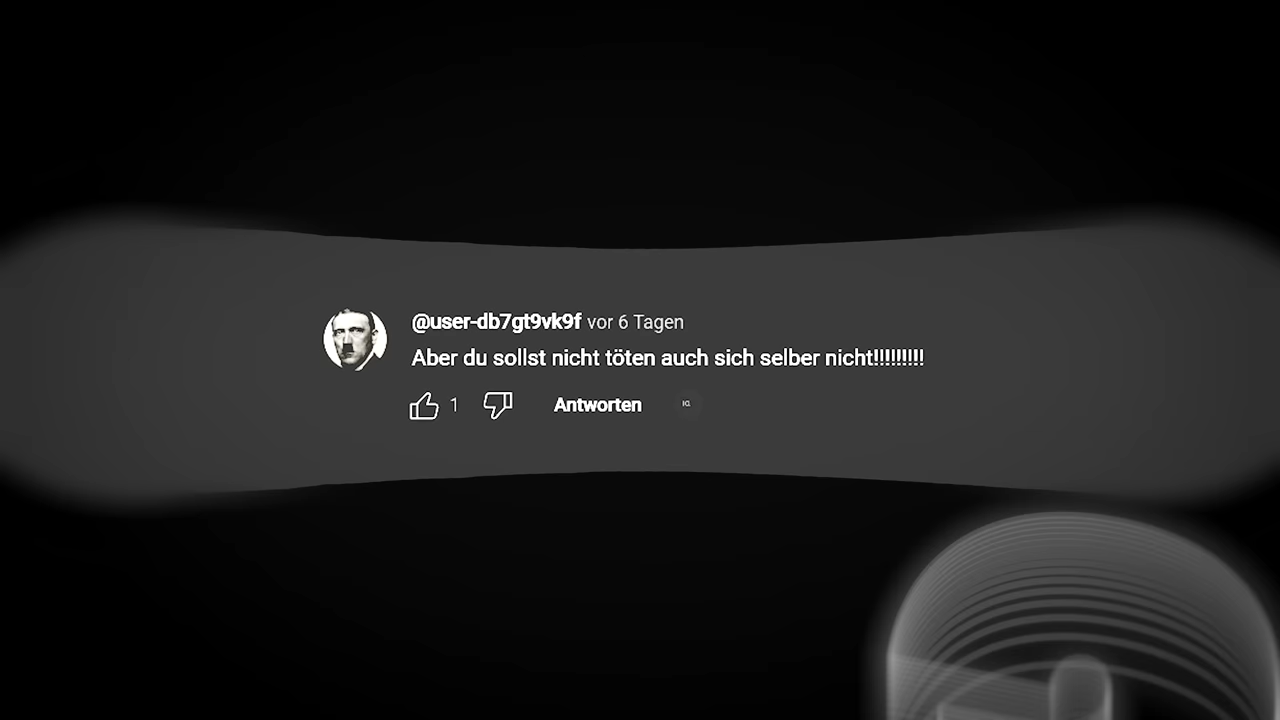 @user-db7gt9vk9f vor 6 Tagen
Aber du sollst nicht töten auch sich selber nicht!!!!!!!!!
1 Antworten